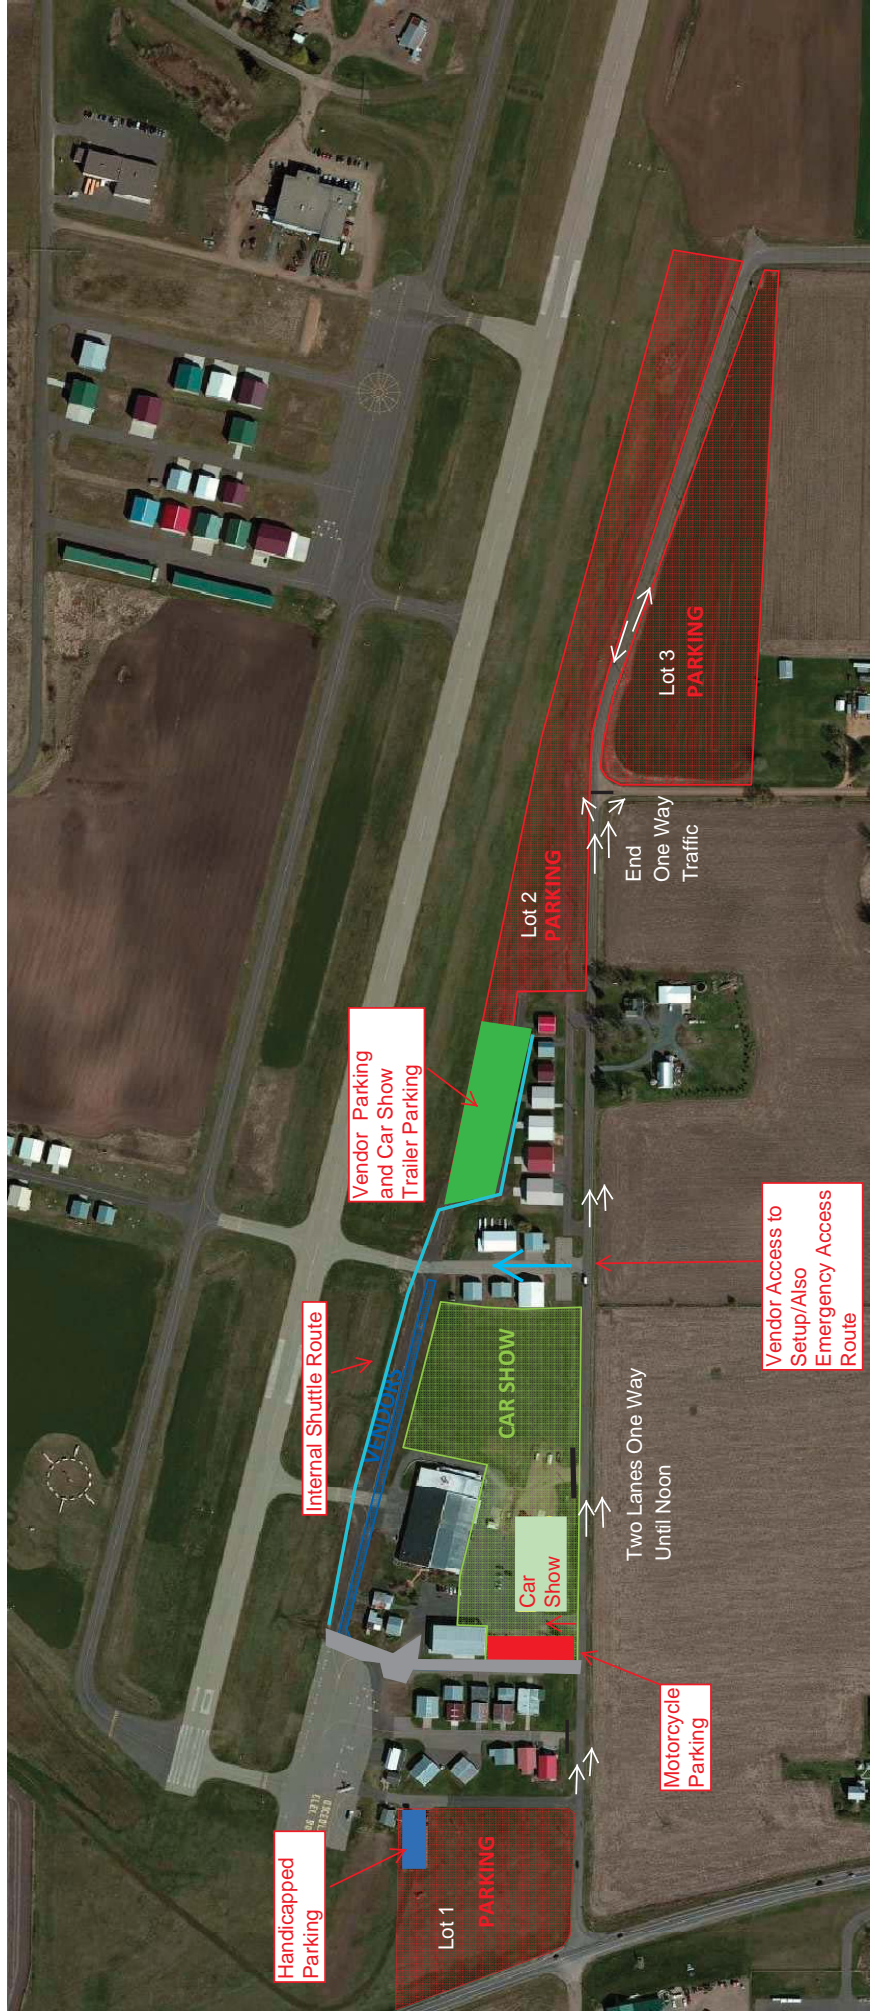 Handicapped
Parking
Lot 1
PARKING
Motorcycle
Parking
Car
Show
Internal Shuttle Route
VENDORS
CAR SHOW
Two Lanes One Way
Until Noon
Vendor Parking
and Car Show
Trailer Parking
Vendor Access to
Setup/Also
Emergency Access
Route
Lot 2
PARKING
End
One Way
Traffic
Lot 3
PARKING